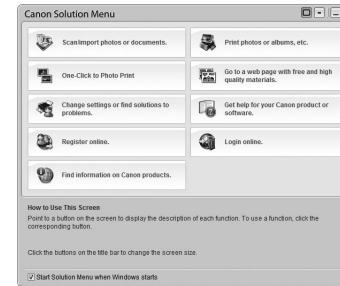 Canon Solution Menu
Scan/Import photos or documents.
Print photos or albums, etc.
One-Click to Photo Print
Go to a web page with free and high
quality materials.
Change settings or find solutions to
problems.
Get help for your Canon product or
software.
Register online.
Login online.
Find information on Canon products.
How to Use This Screen
Point to a button on the screen to display the description of each function. To use a function, click the
corresponding button.
Click the buttons on the title bar to change the screen size.
Start Solution Menu when Windows starts